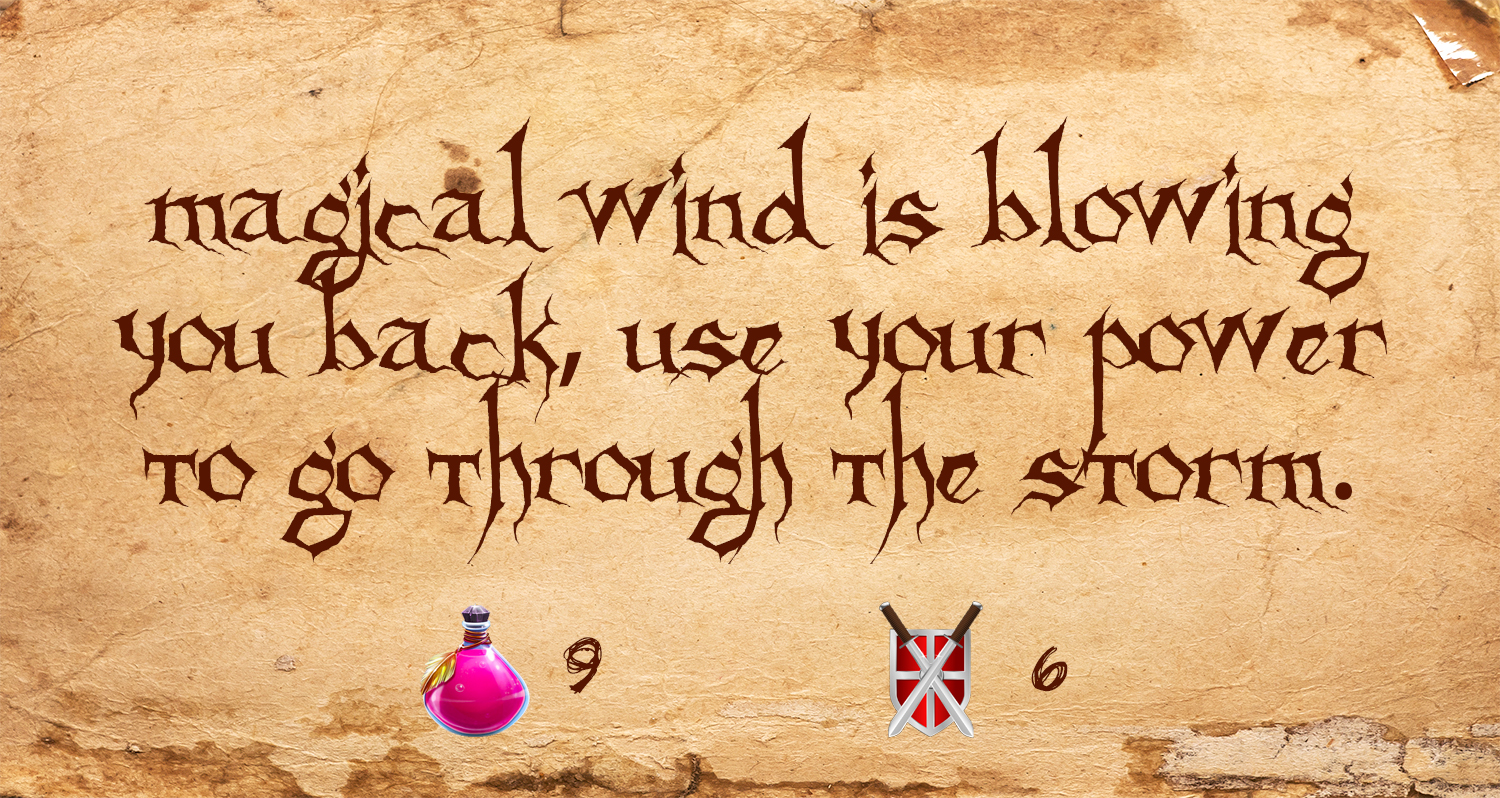 magical wind is blowing
you back, use your power
to go through the storm.
9 6